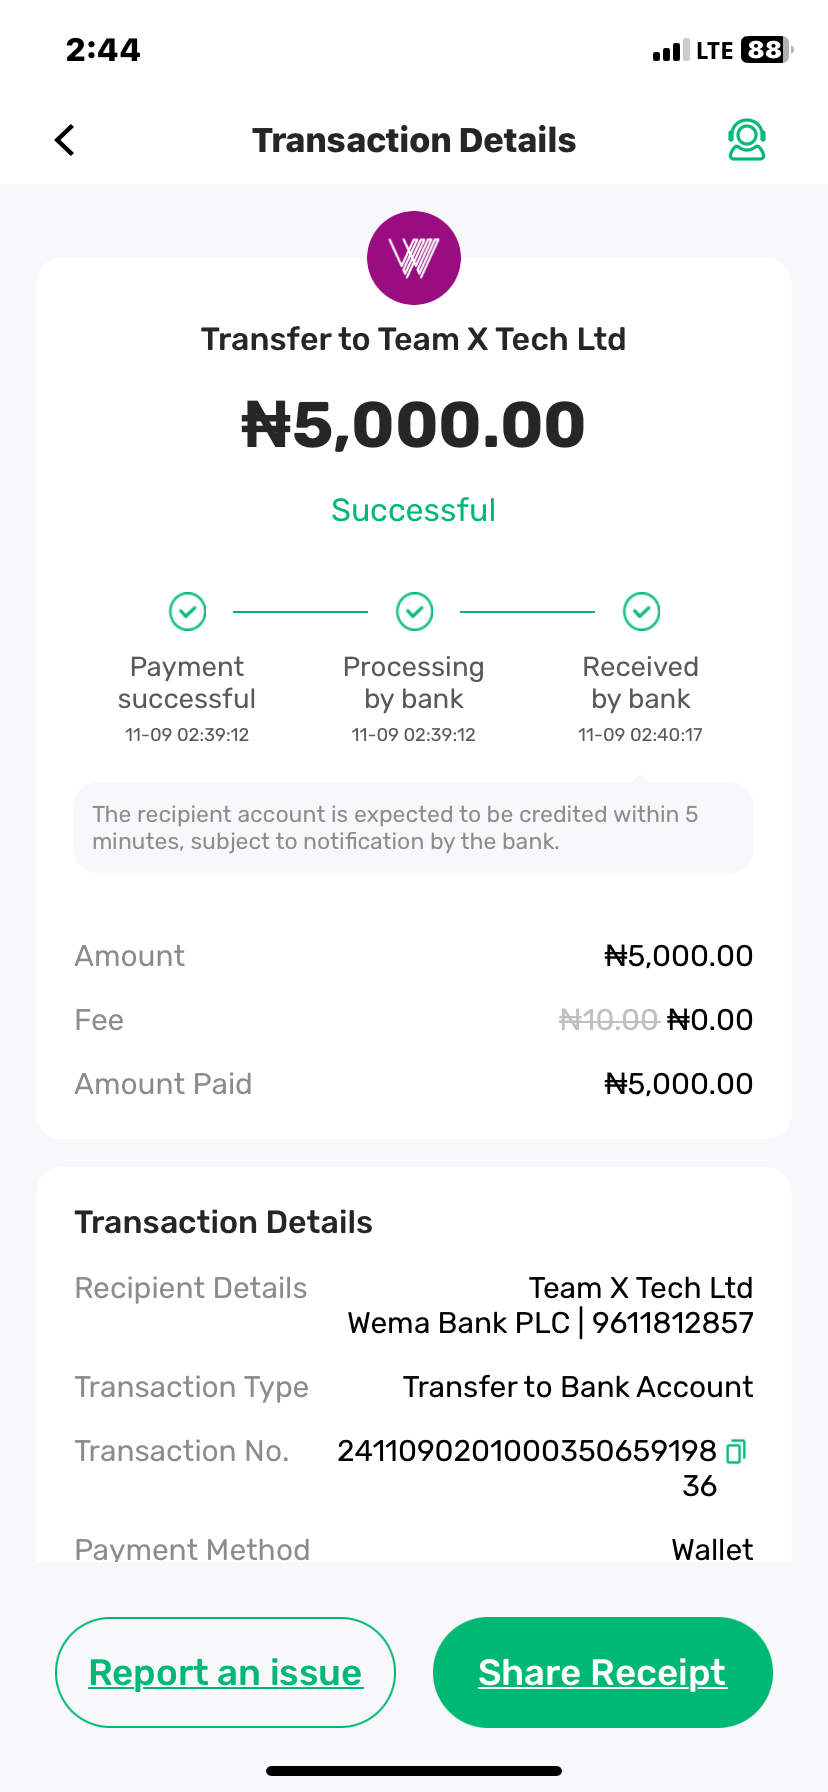 2:44
LTE 88
Transaction Details
Transfer to Team X Tech Ltd
₦5,000.00
Successful
Payment successful
11-09 02:39:12
Processing by bank
11-09 02:39:12
Received by bank
11-09 02:40:17
The recipient account is expected to be credited within 5
minutes, subject to notification by the bank.
Amount ₦5,000.00
Fee ₦10.00 ₦0.00
Amount Paid ₦5,000.00
Transaction Details
Recipient Details Team X Tech Ltd
Wema Bank PLC | 9611812857
Transaction Type Transfer to Bank Account
Transaction No. 2411090201000350659198
36
Payment Method Wallet
Report an issue
Share Receipt